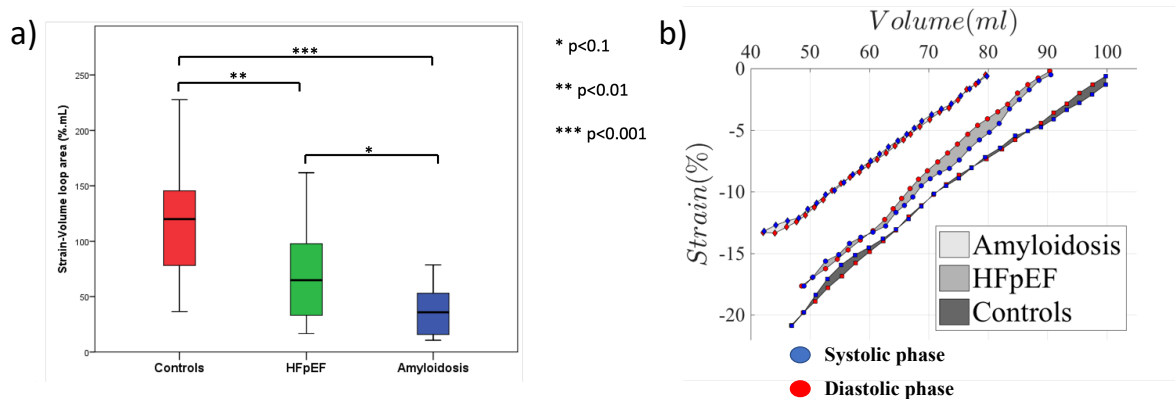 a)
Strain-Volume loop area (%.mL)
250
200
150
100
50
0
***
**
*
Controls
HFpEF
Amyloidosis
* p<0.1
** p<0.01
*** p<0.001
b)
Volume(ml)
40 50 60 70 80 90 100
Strain(%)
0
-5
-10
-15
-20
Amyloidosis
HFpEF
Controls
Systolic phase
Diastolic phase